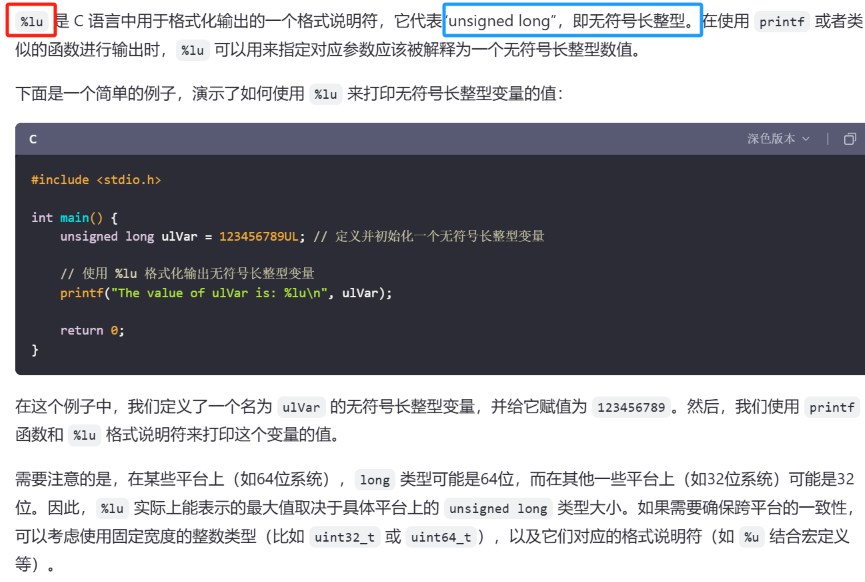 %lu 是 C 语言中用于格式化输出的一个格式说明符，它代表“unsigned long”，即无符号长整型。在使用 printf 或者类
似的函数进行输出时， %lu 可以用来指定对应参数应该被解释为一个无符号长整型数值。
下面是一个简单的例子，演示了如何使用 %lu 来打印无符号长整型变量的值：
C 深色版本
#include <stdio.h>
int main() {
    unsigned long ulVar = 123456789UL; // 定义并初始化一个无符号长整型变量
    // 使用 %lu 格式化输出无符号长整型变量
    printf("The value of ulVar is: %lu\n", ulVar);
    return 0;
}
在这个例子中，我们定义了一个名为 ulVar 的无符号长整型变量，并给它赋值为 123456789 。然后，我们使用 printf
函数和 %lu 格式说明符来打印这个变量的值。
需要注意的是，在某些平台上（如64位系统）， long 类型可能是64位，而在其他一些平台上（如32位系统）可能是32
位。因此， %lu 实际上能表示的最大值取决于具体平台上的 unsigned long 类型大小。如果需要确保跨平台的一致性，
可以考虑使用固定宽度的整数类型（比如 uint32_t 或 uint64_t ），以及它们对应的格式说明符（如 %u 结合宏定义
等）。